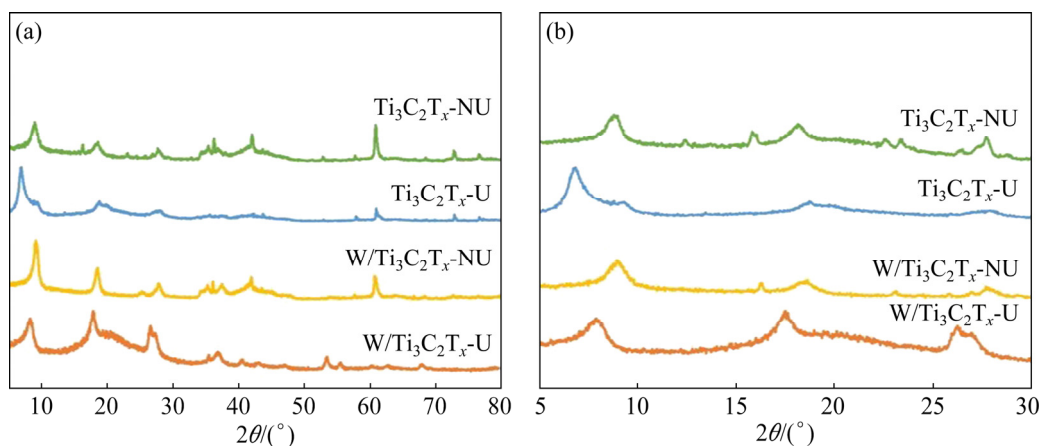 (a)
Ti₃C₂Tₓ-NU
Ti₃C₂Tₓ-U
W/Ti₃C₂Tₓ-NU
W/Ti₃C₂Tₓ-U
10 20 30 40 50 60 70 80
2θ/(°)
(b)
Ti₃C₂Tₓ-NU
Ti₃C₂Tₓ-U
W/Ti₃C₂Tₓ-NU
W/Ti₃C₂Tₓ-U
5 10 15 20 25 30
2θ/(°)